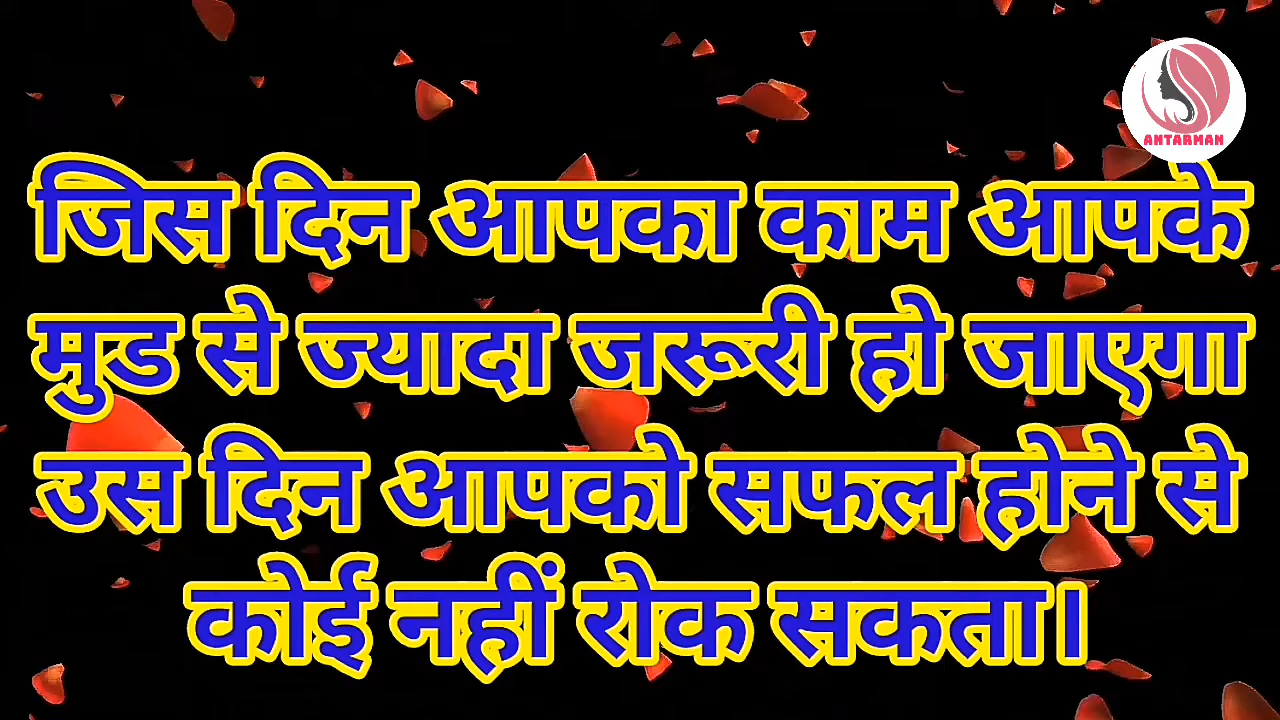 ANTARMAN
जिस दिन आपका काम आपके
मुड से ज्यादा जरूरी हो जाएगा
उस दिन आपको सफल होने से
कोई नहीं रोक सकता।